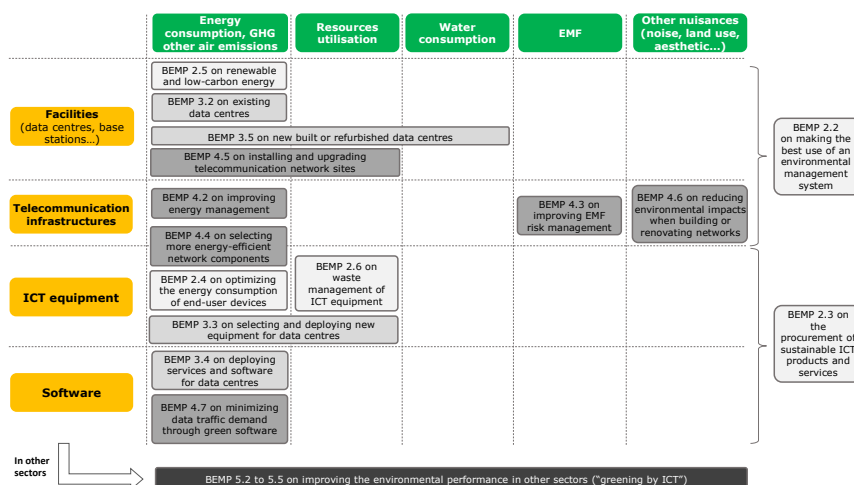 Energy
consumption, GHG
other air emissions
Resources
utilisation
Water
consumption
EMF
Other nuisances
(noise, land use,
aesthetic...)
Facilities
(data centres, base
stations...)
BEMP 2.5 on renewable
and low-carbon energy
BEMP 3.2 on existing
data centres
BEMP 3.5 on new built or refurbished data centres
BEMP 4.5 on installing and upgrading
telecommunication network sites
BEMP 2.2
on making the
best use of an
environmental
management
system
Telecommunication
infrastructures
BEMP 4.2 on improving
energy management
BEMP 4.3 on
improving EMF
risk management
BEMP 4.6 on reducing
environmental impacts
when building or
renovating networks
BEMP 4.4 on selecting
more energy-efficient
network components
ICT equipment
BEMP 2.4 on optimizing
the energy consumption
of end-user devices
BEMP 2.6 on
waste
management of
ICT equipment
BEMP 3.3 on selecting and deploying new
equipment for data centres
BEMP 2.3 on
the
procurement of
sustainable ICT
products and
services
Software
BEMP 3.4 on deploying
services and software
for data centres
BEMP 4.7 on minimizing
data traffic demand
through green software
In other
sectors
BEMP 5.2 to 5.5 on improving the environmental performance in other sectors ("greening by ICT")